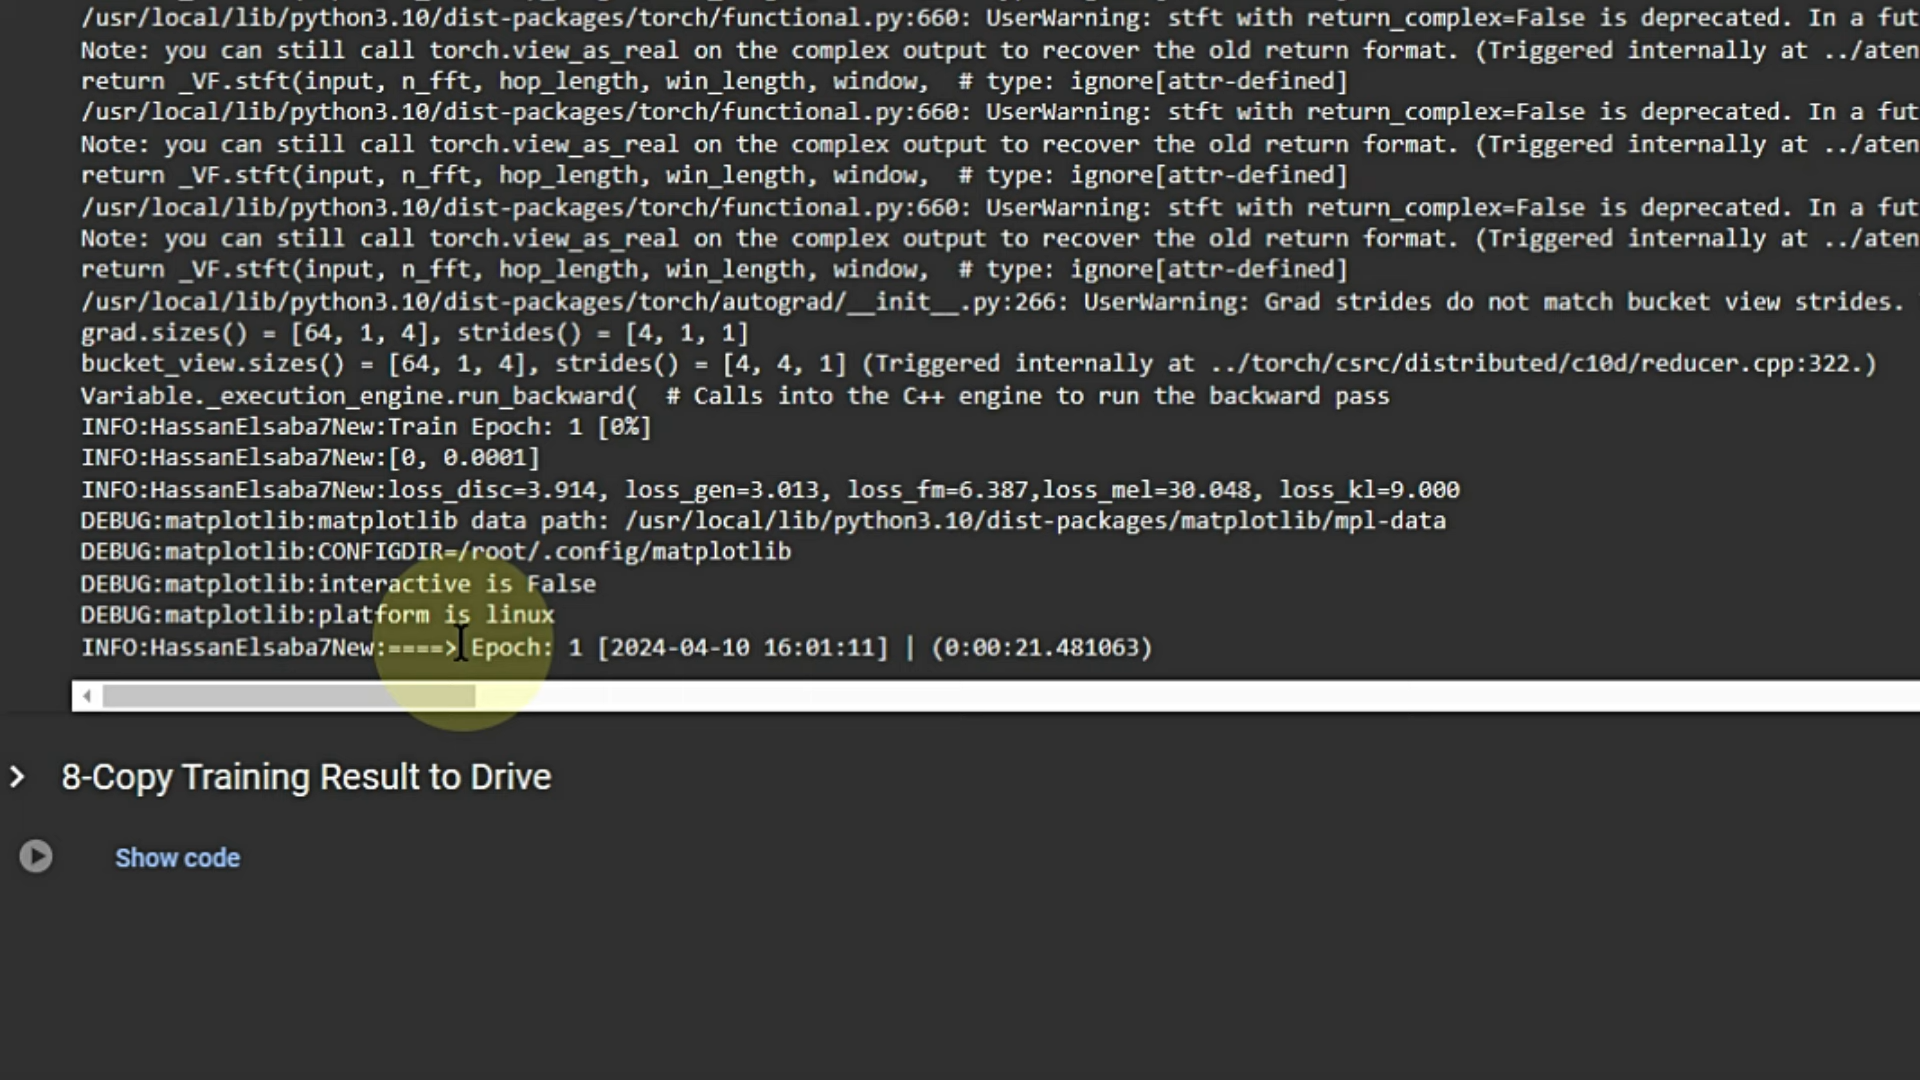 /usr/local/lib/python3.10/dist-packages/torch/functional.py:660: UserWarning: stft with return_complex=False is deprecated. In a fut
Note: you can still call torch.view_as_real on the complex output to recover the old return format. (Triggered internally at ../aten
return _VF.stft(input, n_fft, hop_length, win_length, window,  # type: ignore[attr-defined]
/usr/local/lib/python3.10/dist-packages/torch/functional.py:660: UserWarning: stft with return_complex=False is deprecated. In a fut
Note: you can still call torch.view_as_real on the complex output to recover the old return format. (Triggered internally at ../aten
return _VF.stft(input, n_fft, hop_length, win_length, window,  # type: ignore[attr-defined]
/usr/local/lib/python3.10/dist-packages/torch/functional.py:660: UserWarning: stft with return_complex=False is deprecated. In a fut
Note: you can still call torch.view_as_real on the complex output to recover the old return format. (Triggered internally at ../aten
return _VF.stft(input, n_fft, hop_length, win_length, window,  # type: ignore[attr-defined]
/usr/local/lib/python3.10/dist-packages/torch/autograd/__init__.py:266: UserWarning: Grad strides do not match bucket view strides.
grad.sizes() = [64, 1, 4], strides() = [4, 1, 1]
bucket_view.sizes() = [64, 1, 4], strides() = [4, 4, 1] (Triggered internally at ../torch/csrc/distributed/c10d/reducer.cpp:322.)
Variable._execution_engine.run_backward(  # Calls into the C++ engine to run the backward pass
INFO:HassanElsaba7New:Train Epoch: 1 [0%]
INFO:HassanElsaba7New:[0, 0.0001]
INFO:HassanElsaba7New:loss_disc=3.914, loss_gen=3.013, loss_fm=6.387,loss_mel=30.048, loss_kl=9.000
DEBUG:matplotlib:matplotlib data path: /usr/local/lib/python3.10/dist-packages/matplotlib/mpl-data
DEBUG:matplotlib:CONFIGDIR=/root/.config/matplotlib
DEBUG:matplotlib:interactive is False
DEBUG:matplotlib:platform is linux
INFO:HassanElsaba7New:====> Epoch: 1 [2024-04-10 16:01:11] | (0:00:21.481063)
8-Copy Training Result to Drive
Show code